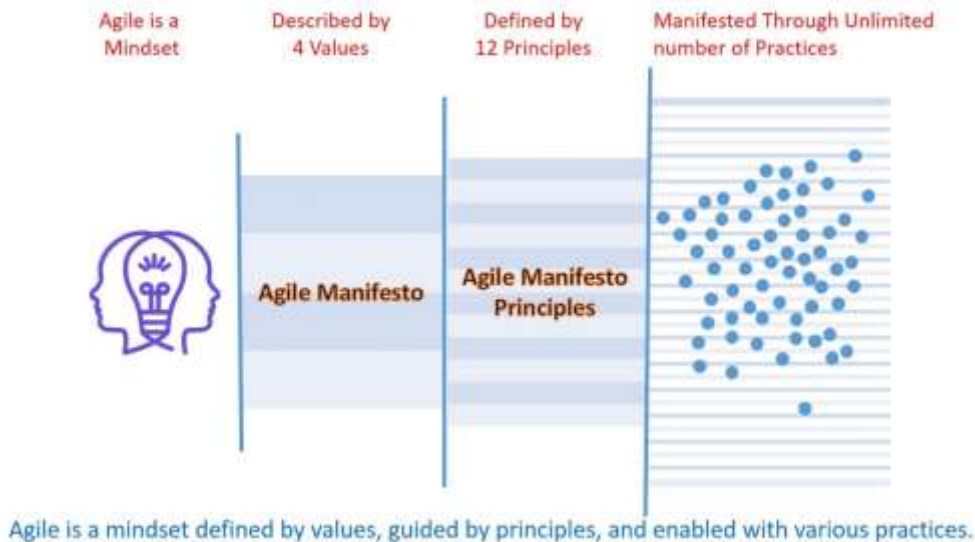 Agile is a
Mindset
Described by
4 Values
Defined by
12 Principles
Manifested Through Unlimited
number of Practices
Agile Manifesto
Agile Manifesto
Principles
Agile is a mindset defined by values, guided by principles, and enabled with various practices.